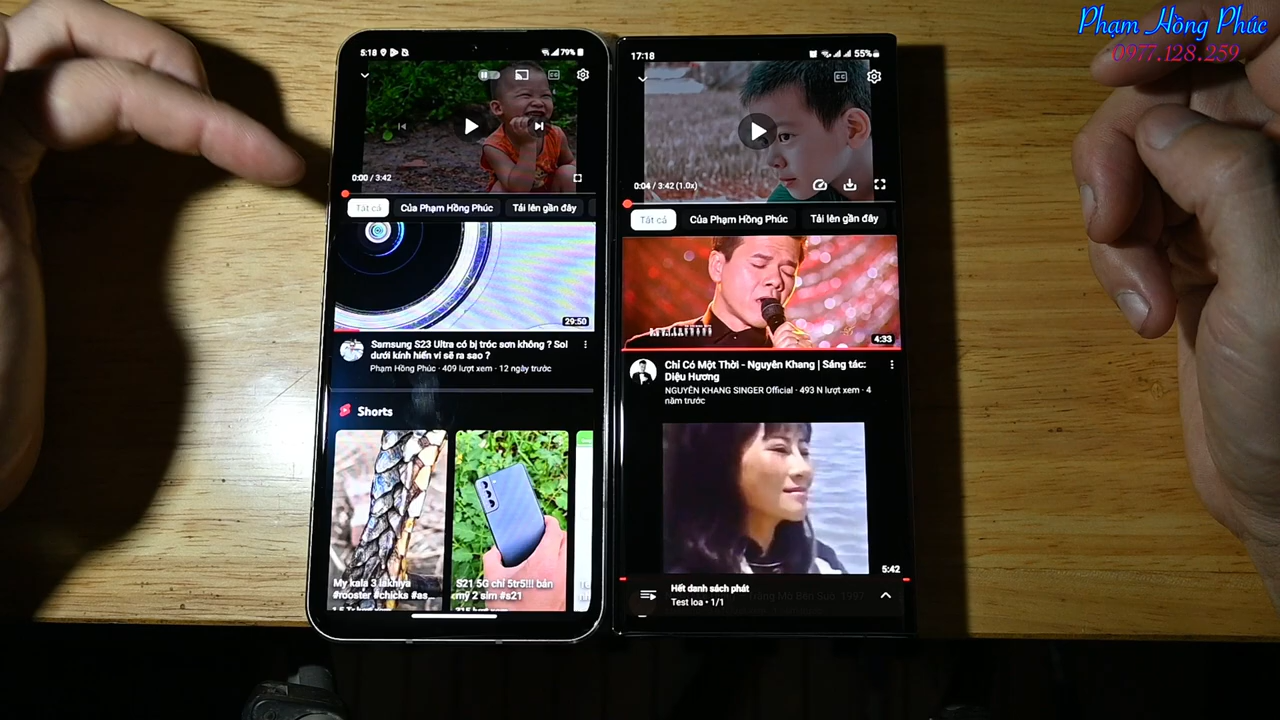 Phạm Hồng Phúc
0977.128.259
5:18
79%
0:00 / 3:42
Tất cả
Của Phạm Hồng Phúc
Tải lên gần đây
29:50
Samsung S23 Ultra có bị tróc sơn không ? Soi
dưới kính hiển vi sẽ ra sao ?
Phạm Hồng Phúc · 409 lượt xem · 12 ngày trước
Shorts
My kala 3 lakhiya
#rooster #chicks #as...
S21 5G chỉ 5tr5!!! bản
mỹ 2 sim #s21
17:18
55%
CC
0:04 / 3:42 (1.0x)
Tất cả
Của Phạm Hồng Phúc
Tải lên gần đây
4:33
Chỉ Có Một Thời - Nguyên Khang | Sáng tác:
Diệu Hương
NGUYÊN KHANG SINGER Official · 493 N lượt xem · 4
năm trước
5:42
Hết danh sách phát
Test loa · 1/1